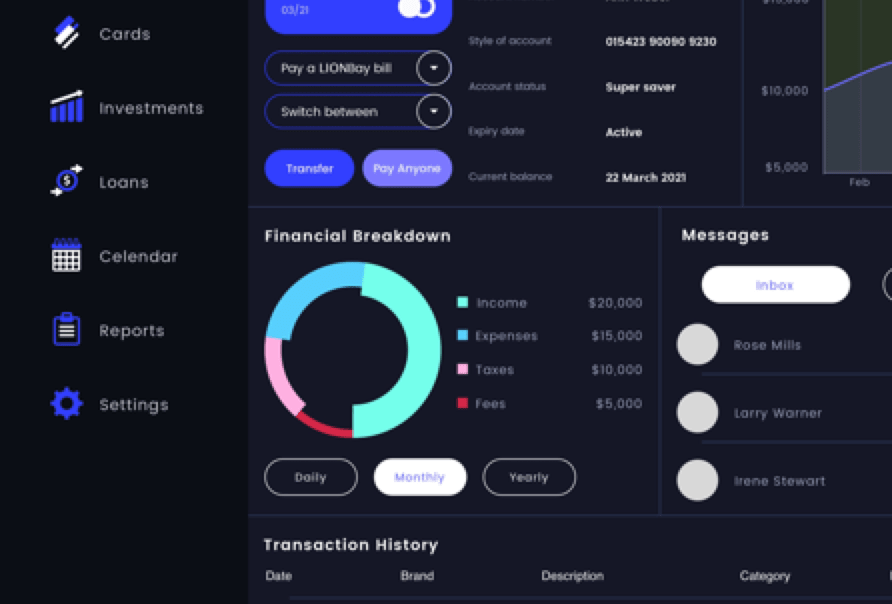 Cards
Investments
Loans
Celendar
Reports
Settings
03/21
Pay a LIONBay bill
Switch between
Transfer
Pay Anyone
Style of account
015423 90090 9230
Account status
Super saver
Expiry date
Active
Current balance
22 March 2021
$10,000
$5,000
Feb
Financial Breakdown
Income $20,000
Expenses $15,000
Taxes $10,000
Fees $5,000
Daily
Monthly
Yearly
Messages
Inbox
Rose Mills
Larry Warner
Irene Stewart
Transaction History
Date Brand Description Category